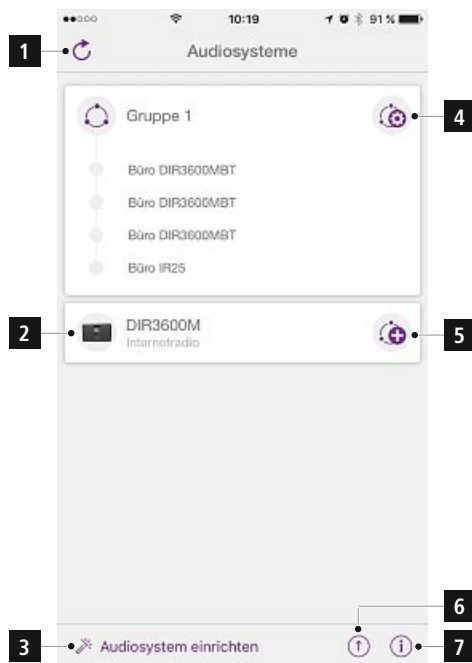 10:19
91 %
1
Audiosysteme
Gruppe 1
4
Büro DIR3600MBT
Büro DIR3600MBT
Büro DIR3600MBT
Büro IR25
2
DIR3600M
Internetradio
5
6
3
Audiosystem einrichten
7